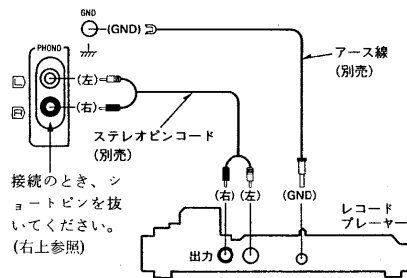 GND
(GND)
PHONO
L
(左)
R
(右)
アース線
(別売)
ステレオピンコード
(別売)
接続のとき、シ
ョートピンを抜
いてください。
(右上参照)
(右)
(左)
(GND)
レコード
プレーヤー
出力